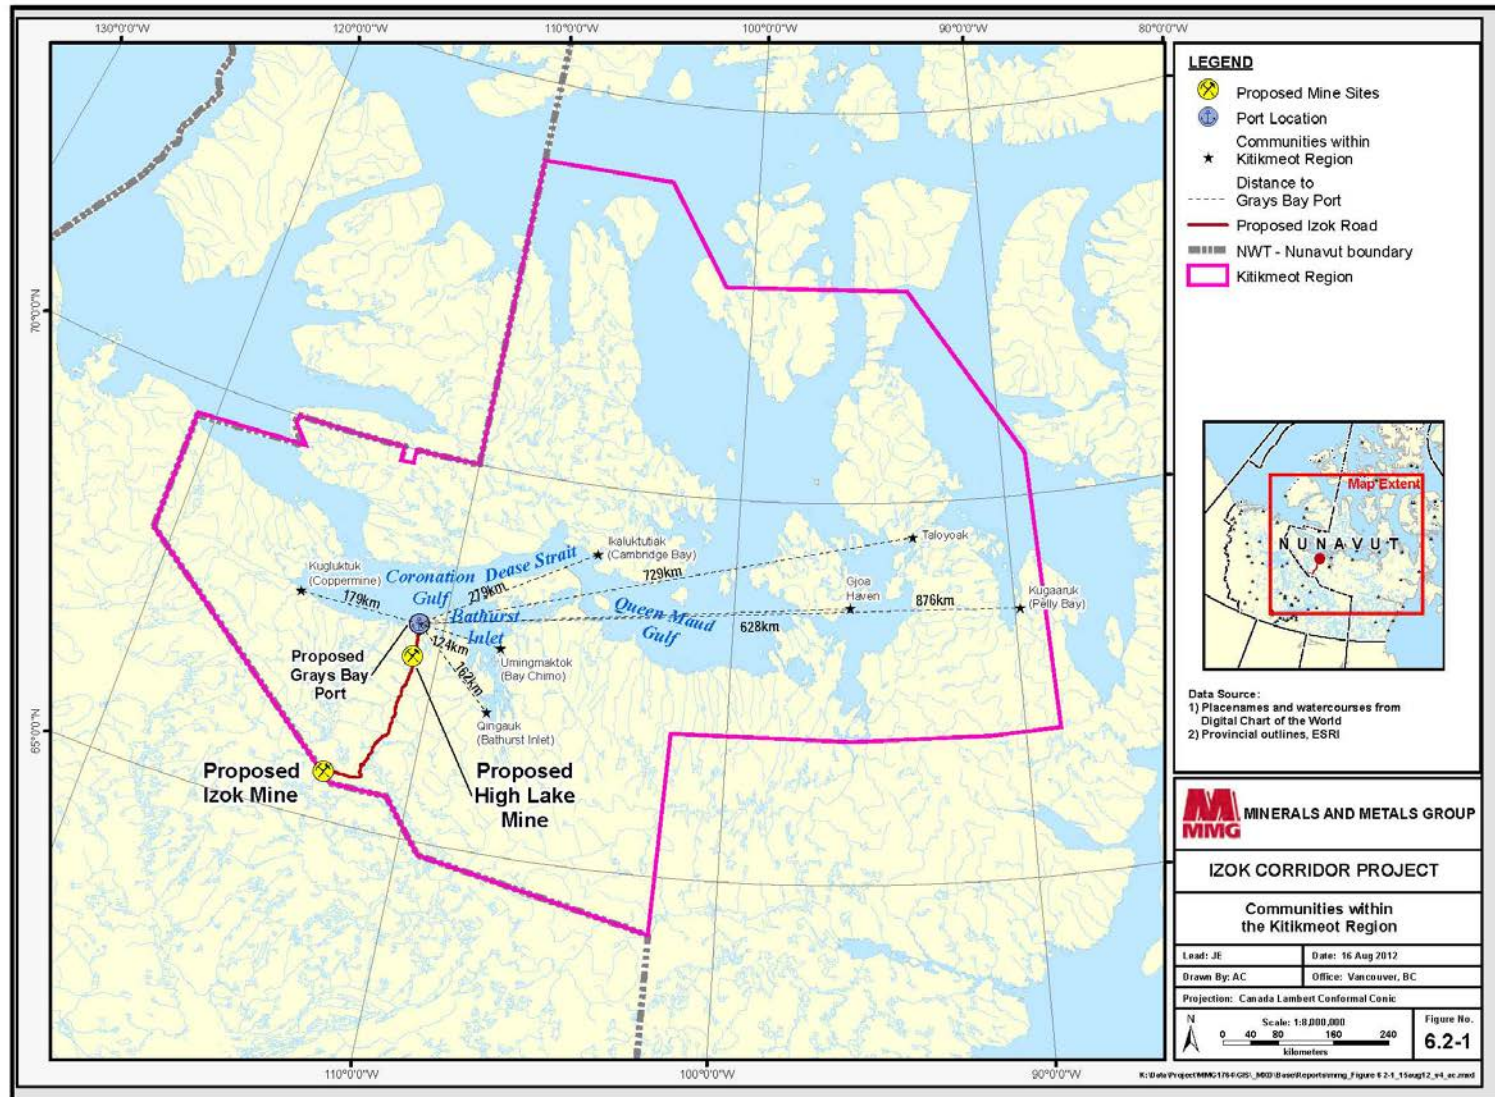 130°0'0"W
120°0'0"W
110°0'0"W
100°0'0"W
90°0'0"W
80°0'0"W
70°0'0"N
65°0'0"N
110°0'0"W
100°0'0"W
90°0'0"W
Kugluktuk
(Coppermine)
179km
Coronation
Gulf
Dease Strait
279km
Ikaluktutiak
(Cambridge Bay)
729km
Taloyoak
Bathurst
Inlet
124km
Queen Maud
Gulf
628km
Gjoa
Haven
876km
Kugaaruk
(Pelly Bay)
Proposed
Grays Bay
Port
162km
Umingmaktok
(Bay Chimo)
Qingauk
(Bathurst Inlet)
Proposed
Izok Mine
Proposed
High Lake
Mine
LEGEND
Proposed Mine Sites
Port Location
Communities within
Kitikmeot Region
Distance to
Grays Bay Port
Proposed Izok Road
NWT - Nunavut boundary
Kitikmeot Region
Map Extent
NUNAVUT
Data Source:
1) Placenames and watercourses from
Digital Chart of the World
2) Provincial outlines, ESRI
MMG
MINERALS AND METALS GROUP
IZOK CORRIDOR PROJECT
Communities within
the Kitikmeot Region
Lead: JE
Date: 16 Aug 2012
Drawn By: AC
Office: Vancouver, BC
Projection: Canada Lambert Conformal Conic
N
Scale: 1:8,000,000
0 40 80 160 240
kilometers
Figure No.
6.2-1